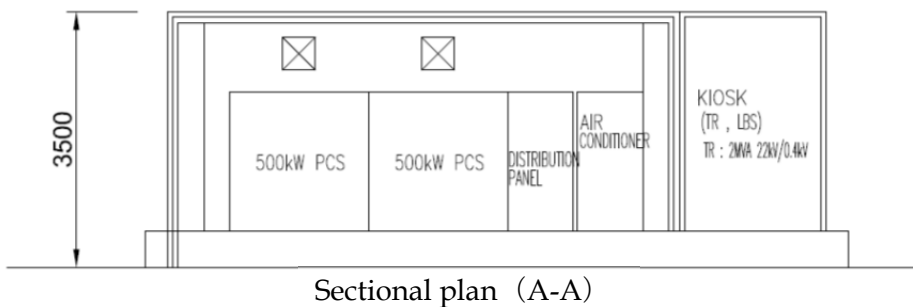 3500
500kW PCS
500kW PCS
DISTRIBUTION
PANEL
AIR
CONDITIONER
KIOSK
(TR , LBS)
TR : 2MVA 22kV/0.4kV
Sectional plan（A-A）